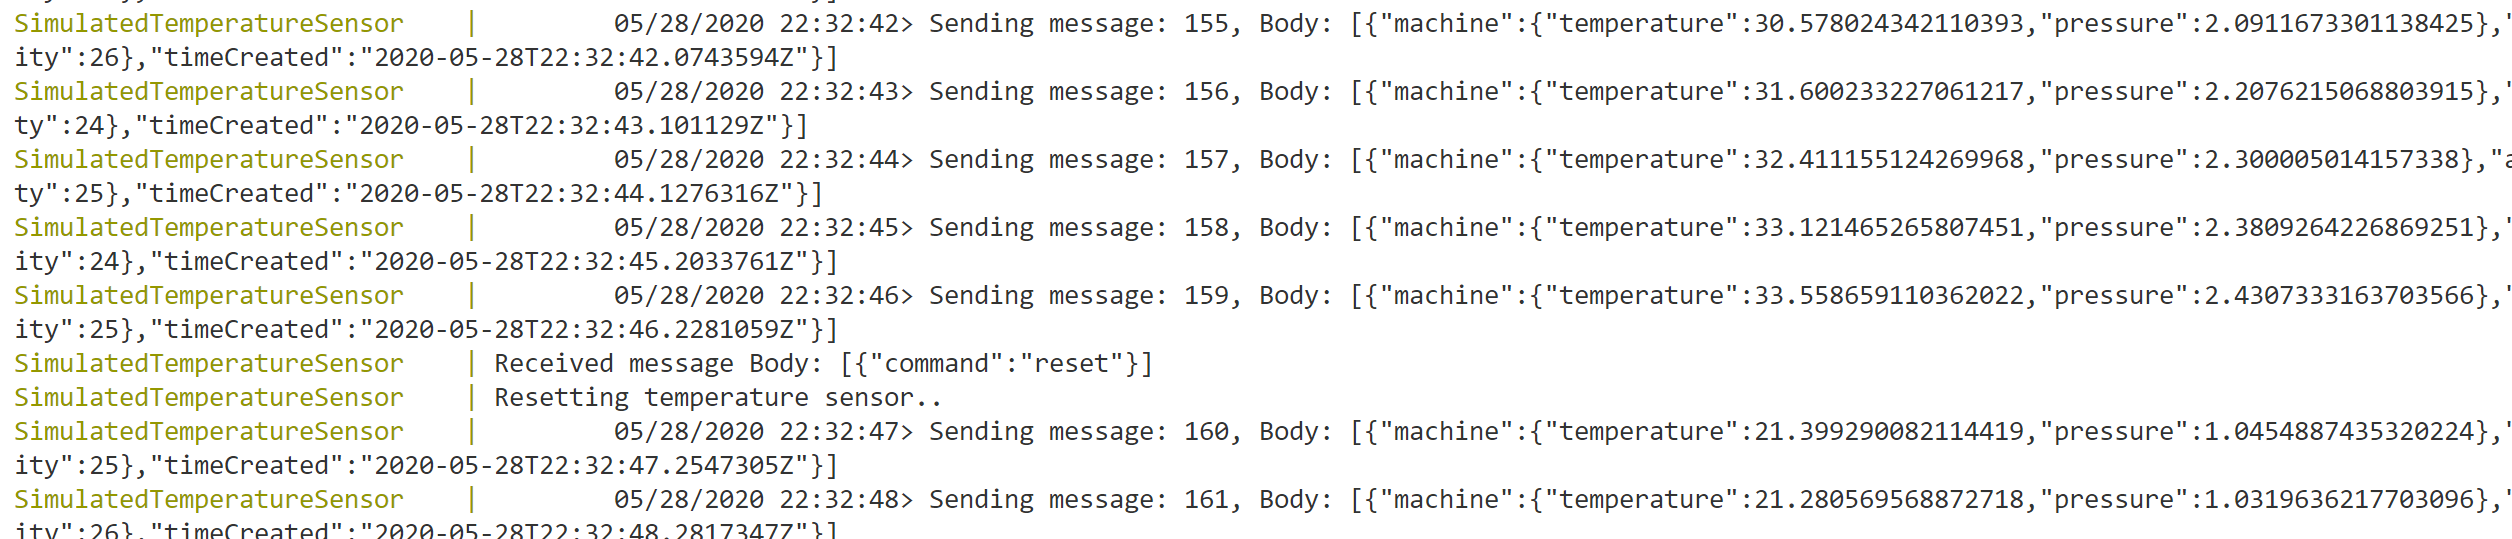 SimulatedTemperatureSensor    |         05/28/2020 22:32:42> Sending message: 155, Body: [{"machine":{"temperature":30.578024342110393,"pressure":2.0911673301138425},"
ity":26},"timeCreated":"2020-05-28T22:32:42.0743594Z"}]
SimulatedTemperatureSensor    |         05/28/2020 22:32:43> Sending message: 156, Body: [{"machine":{"temperature":31.600233227061217,"pressure":2.2076215068803915},"
ty":24},"timeCreated":"2020-05-28T22:32:43.101129Z"}]
SimulatedTemperatureSensor    |         05/28/2020 22:32:44> Sending message: 157, Body: [{"machine":{"temperature":32.411155124269968,"pressure":2.300005014157338},"a
ty":25},"timeCreated":"2020-05-28T22:32:44.1276316Z"}]
SimulatedTemperatureSensor    |         05/28/2020 22:32:45> Sending message: 158, Body: [{"machine":{"temperature":33.121465265807451,"pressure":2.3809264226869251},"
ity":24},"timeCreated":"2020-05-28T22:32:45.2033761Z"}]
SimulatedTemperatureSensor    |         05/28/2020 22:32:46> Sending message: 159, Body: [{"machine":{"temperature":33.558659110362022,"pressure":2.4307333163703566},"
ity":25},"timeCreated":"2020-05-28T22:32:46.2281059Z"}]
SimulatedTemperatureSensor    | Received message Body: [{"command":"reset"}]
SimulatedTemperatureSensor    | Resetting temperature sensor..
SimulatedTemperatureSensor    |         05/28/2020 22:32:47> Sending message: 160, Body: [{"machine":{"temperature":21.399290082114419,"pressure":1.0454887435320224},"
ity":25},"timeCreated":"2020-05-28T22:32:47.2547305Z"}]
SimulatedTemperatureSensor    |         05/28/2020 22:32:48> Sending message: 161, Body: [{"machine":{"temperature":21.280569568872718,"pressure":1.0319636217703096},"
ity":26},"timeCreated":"2020-05-28T22:32:48.2817347Z"}]